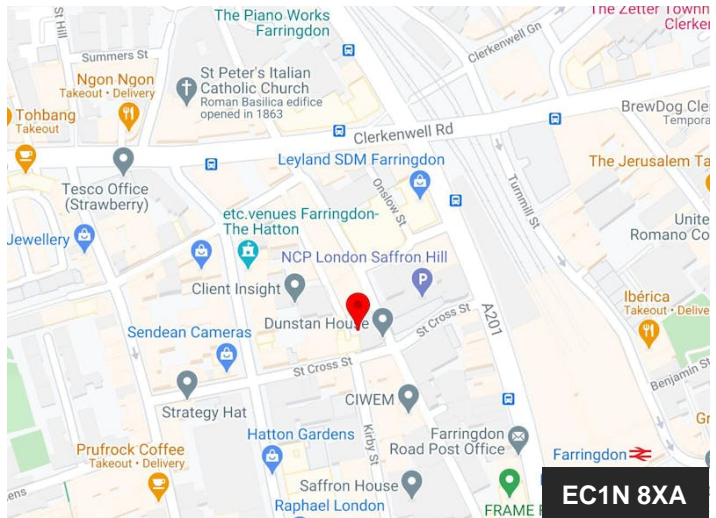 The Piano Works
Farringdon
The Zetter Townh
Clerker
St Hill
Summers St
Clerkenwell Gn
Ngon Ngon
Takeout • Delivery
St Peter's Italian
Catholic Church
Roman Basilica edifice
opened in 1863
Tohbang
Takeout
BrewDog Cle
Tempora
Clerkenwell Rd
Leyland SDM Farringdon
The Jerusalem Ta
Tesco Office
(Strawberry)
Onslow St
Turnmill St
etc.venues Farringdon-
The Hatton
Unite
Romano Co
Jewellery
NCP London Saffron Hill
P
Client Insight
Ibérica
Takeout • Delive
Dunstan House
St Cross St
A201
Sendean Cameras
St Cross St
Benjamin St
CIWEM
Strategy Hat
Kirby St
Gr
Hatton Gardens
Farringdon
Road Post Office
Prufrock Coffee
Takeout • Delivery
Farringdon
Saffron House
Raphael London
FRAME F
ens
EC1N 8XA